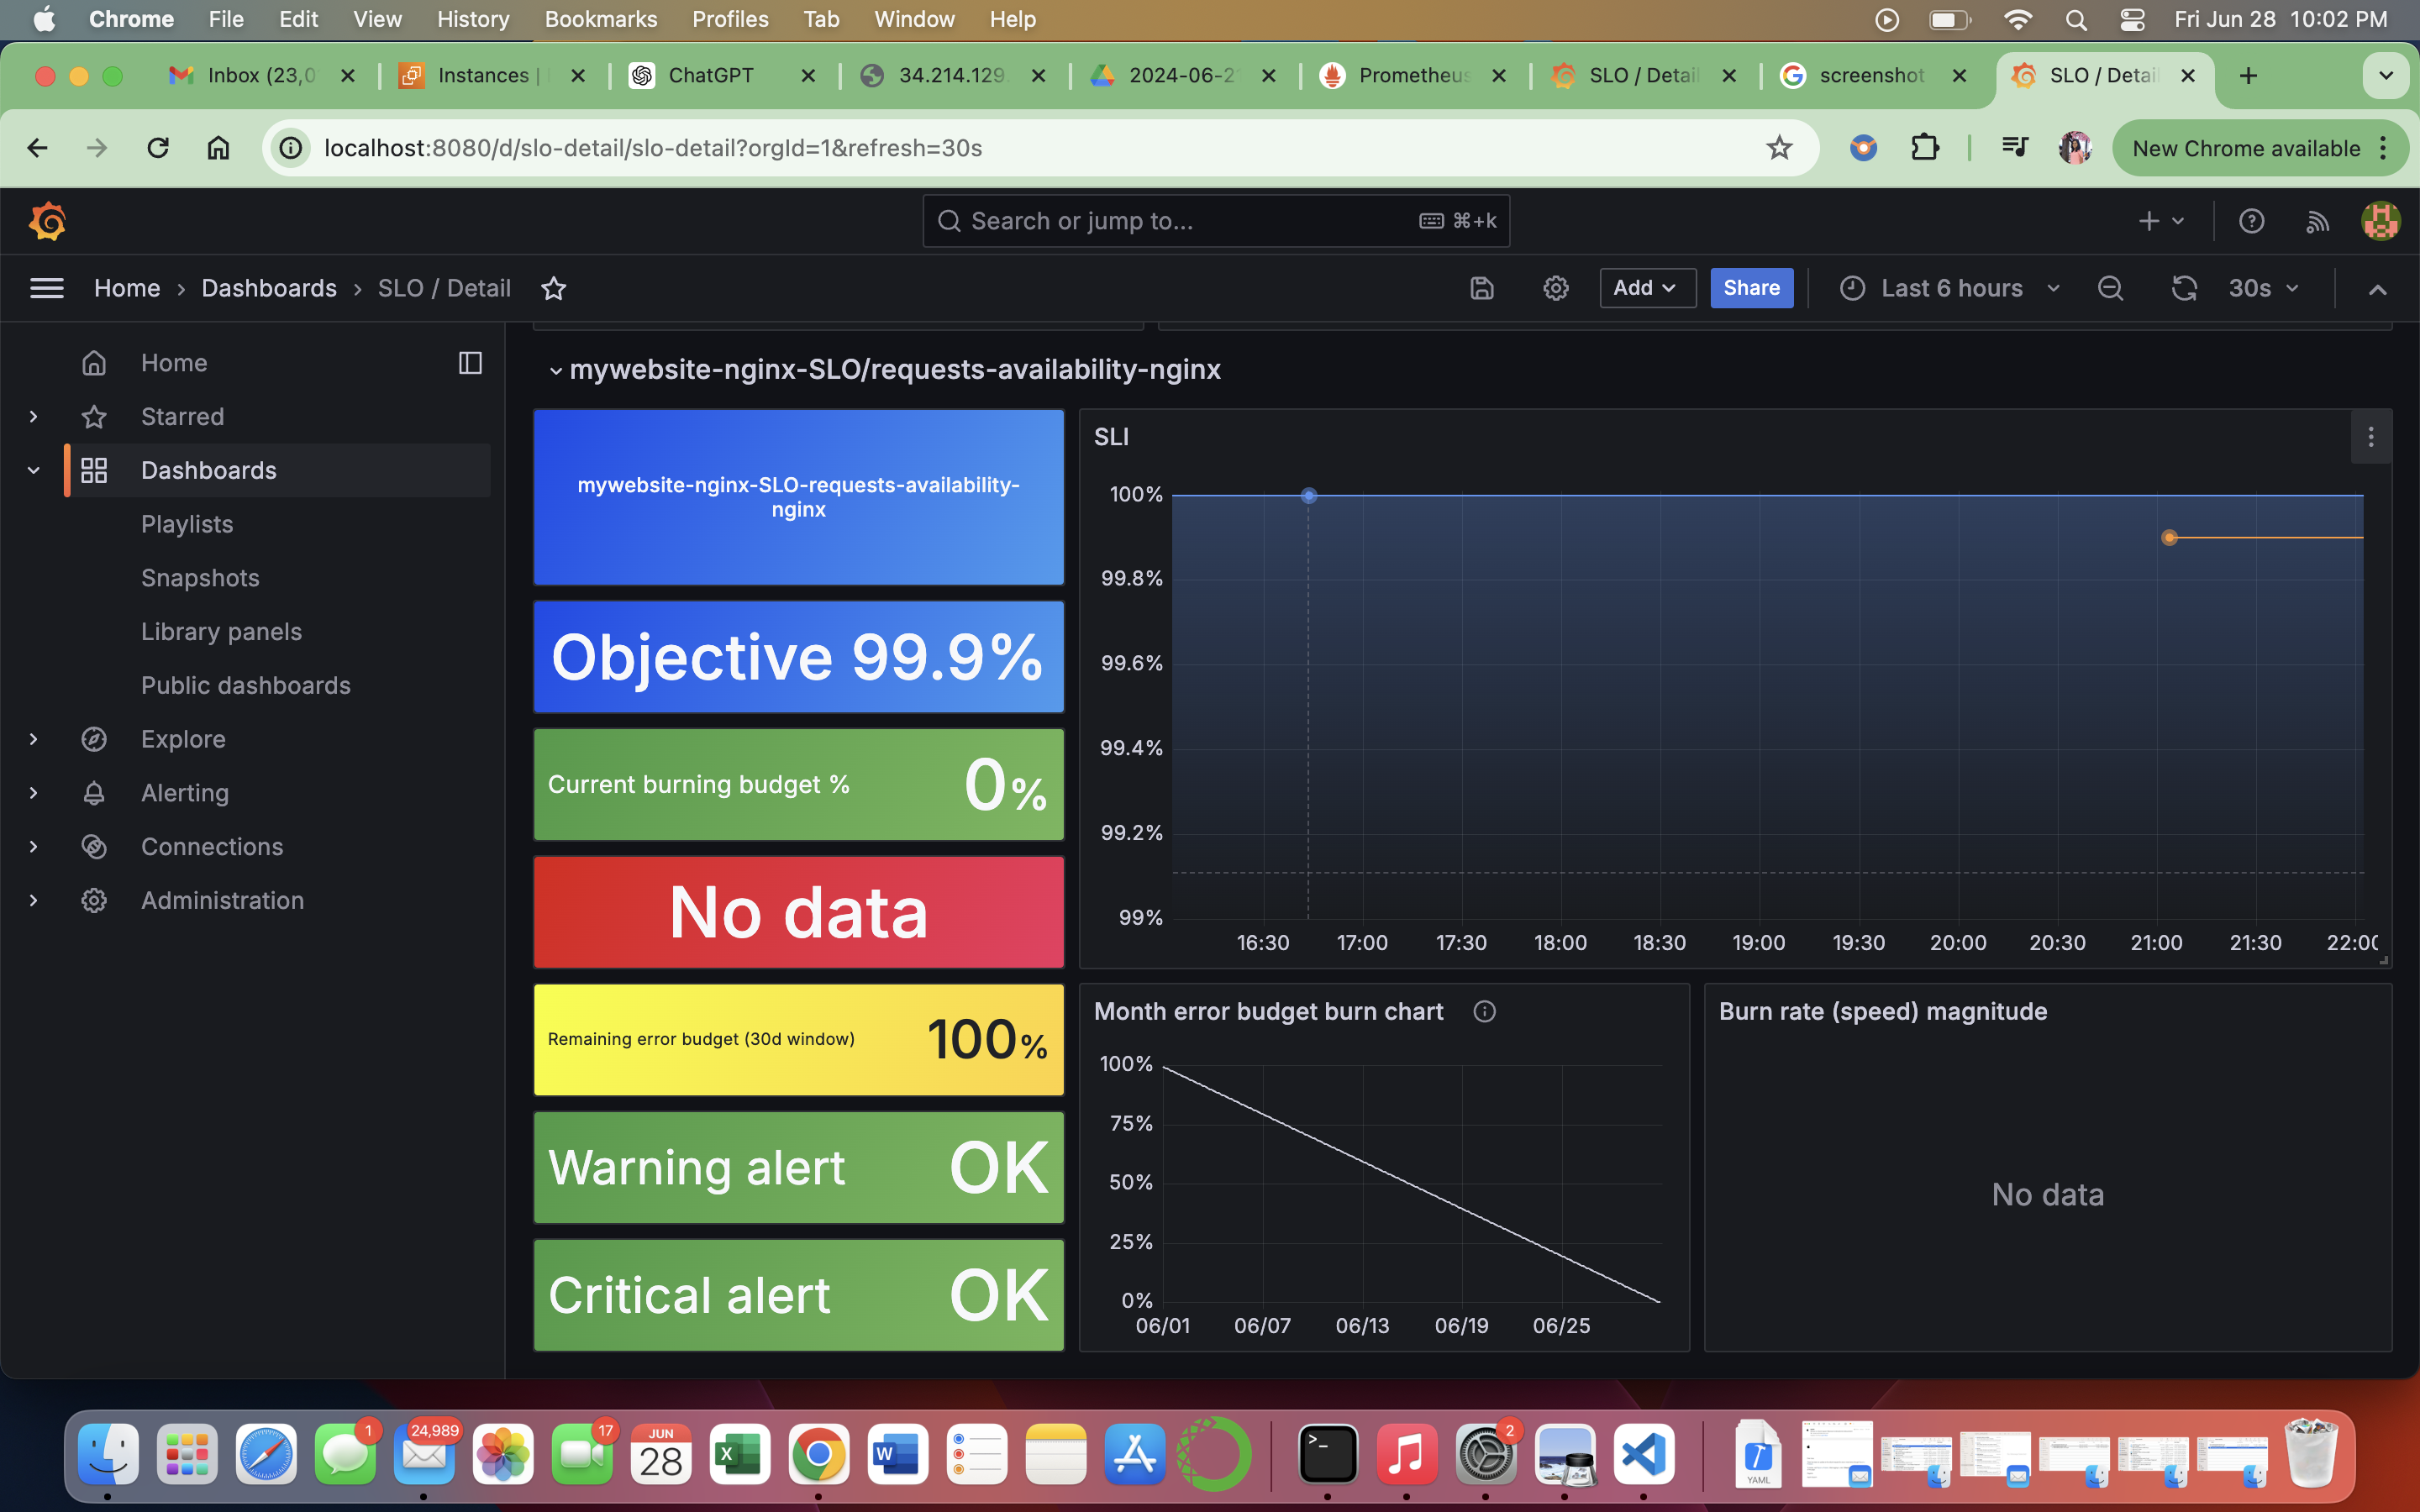 Chrome File Edit View History Bookmarks Profiles Tab Window Help Fri Jun 28 10:02 PM
Inbox (23,0 Instances | ChatGPT 34.214.129. 2024-06-2 Prometheus SLO / Detail screenshot SLO / Detail
localhost:8080/d/slo-detail/slo-detail?orgId=1&refresh=30s New Chrome available
Search or jump to... ⌘+k
Home › Dashboards › SLO / Detail Add Share Last 6 hours 30s
Home
Starred
Dashboards
Playlists
Snapshots
Library panels
Public dashboards
Explore
Alerting
Connections
Administration
mywebsite-nginx-SLO/requests-availability-nginx
mywebsite-nginx-SLO-requests-availability-
nginx
Objective 99.9%
Current burning budget % 0%
No data
Remaining error budget (30d window) 100%
Warning alert OK
Critical alert OK
SLI
100%
99.8%
99.6%
99.4%
99.2%
99%
16:30 17:00 17:30 18:00 18:30 19:00 19:30 20:00 20:30 21:00 21:30 22:00
Month error budget burn chart
100%
75%
50%
25%
0%
06/01 06/07 06/13 06/19 06/25
Burn rate (speed) magnitude
No data
1 24,989 17 JUN 28 X W >_ 2 YAML